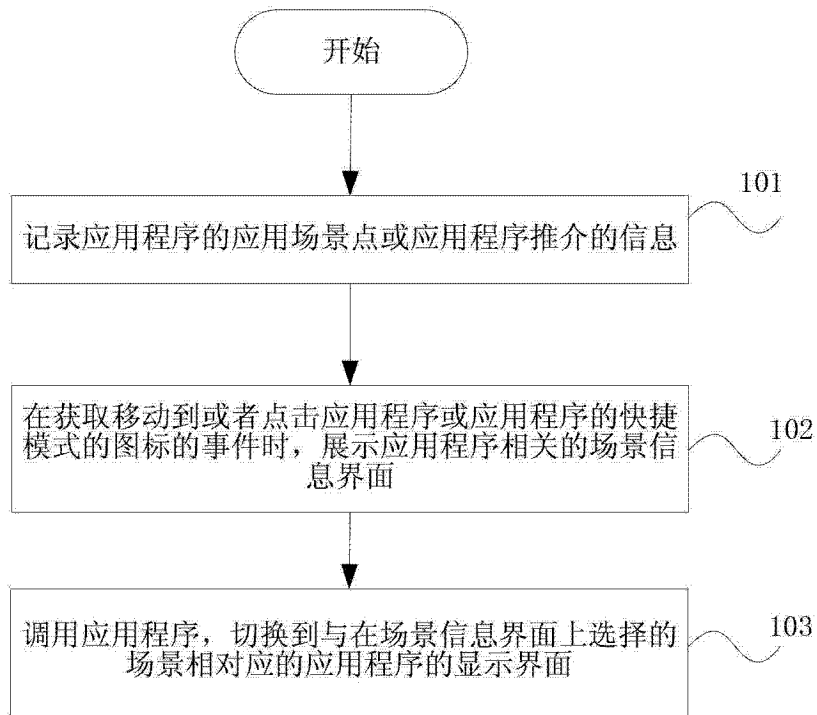 开始
101
记录应用程序的应用场景点或应用程序推介的信息
在获取移动到或者点击应用程序或应用程序的快捷
模式的图标的事件时，展示应用程序相关的场景信
息界面
102
调用应用程序，切换到与在场景信息界面上选择的
场景相对应的应用程序的显示界面
103